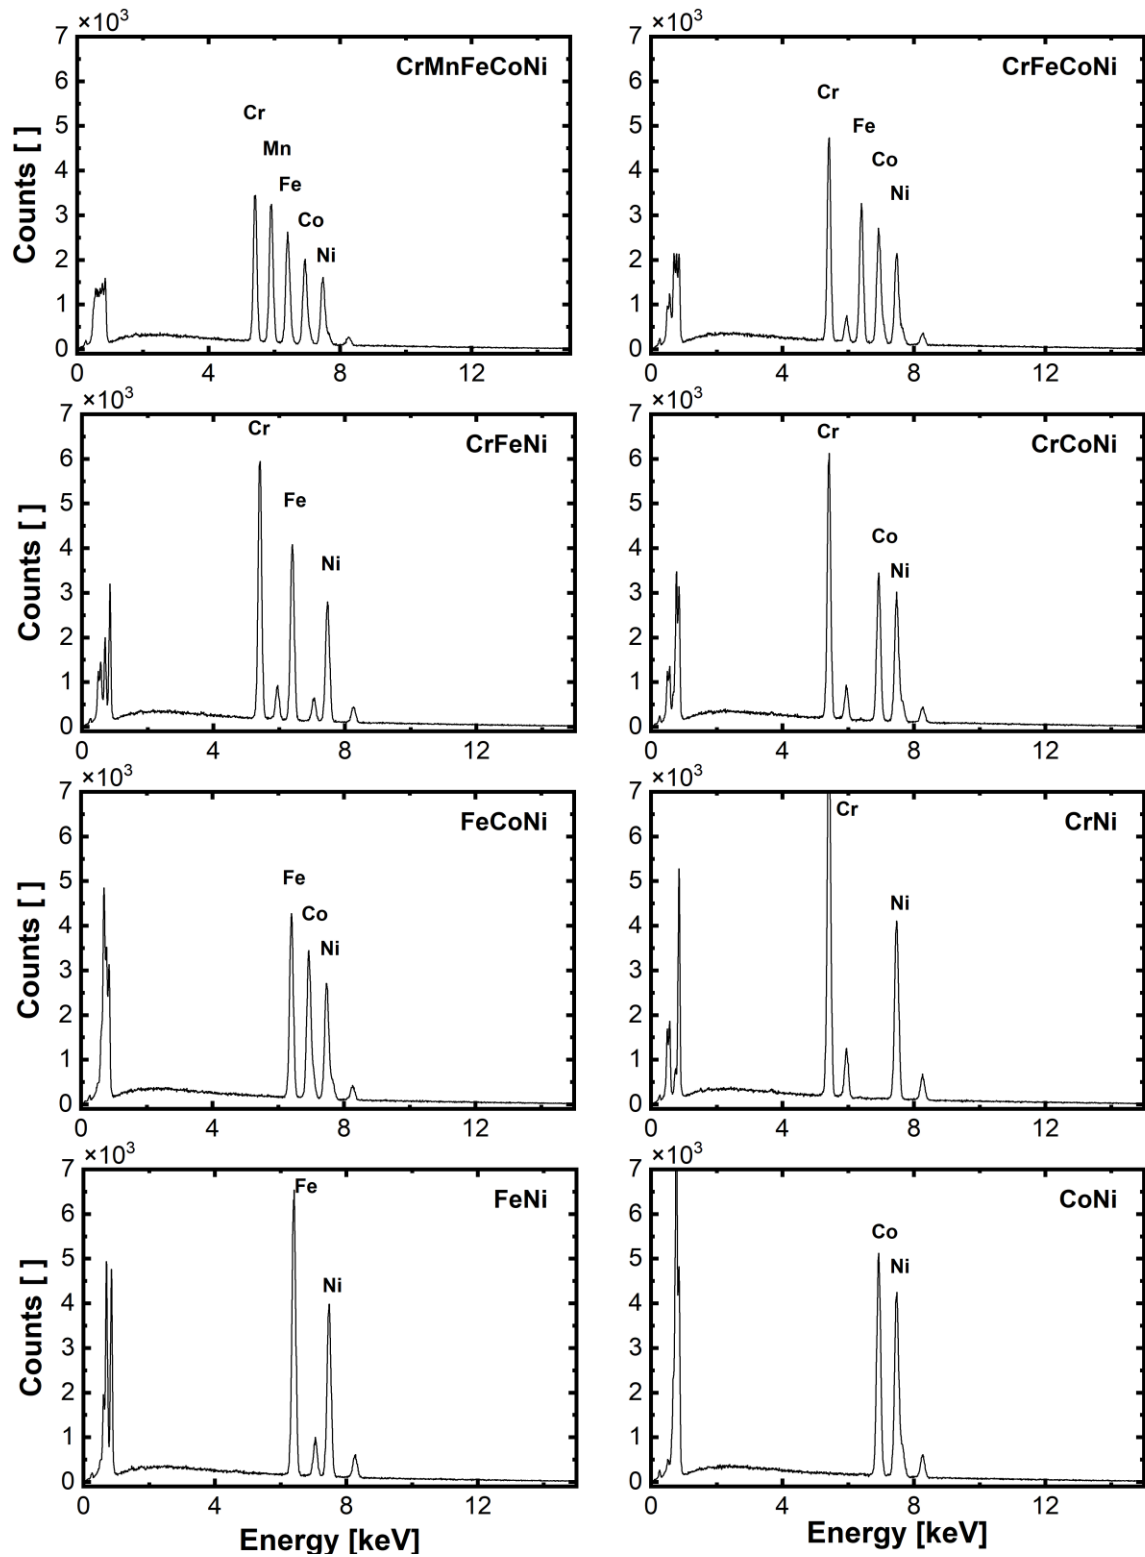 7 ×10³
CrMnFeCoNi
6
5
4
3
2
1
0
Cr
Mn
Fe
Co
Ni
Counts [ ]
0 4 8 12
7 ×10³
CrFeCoNi
6
5
4
3
2
1
0
Cr
Fe
Co
Ni
0 4 8 12
7 ×10³
CrFeNi
6
5
4
3
2
1
0
Cr
Fe
Ni
Counts [ ]
0 4 8 12
7 ×10³
CrCoNi
6
5
4
3
2
1
0
Cr
Co
Ni
0 4 8 12
7 ×10³
FeCoNi
6
5
4
3
2
1
0
Fe
Co
Ni
Counts [ ]
0 4 8 12
7 ×10³
CrNi
6
5
4
3
2
1
0
Cr
Ni
0 4 8 12
7 ×10³
FeNi
6
5
4
3
2
1
0
Fe
Ni
Counts [ ]
0 4 8 12
Energy [keV]
7 ×10³
CoNi
6
5
4
3
2
1
0
Co
Ni
0 4 8 12
Energy [keV]